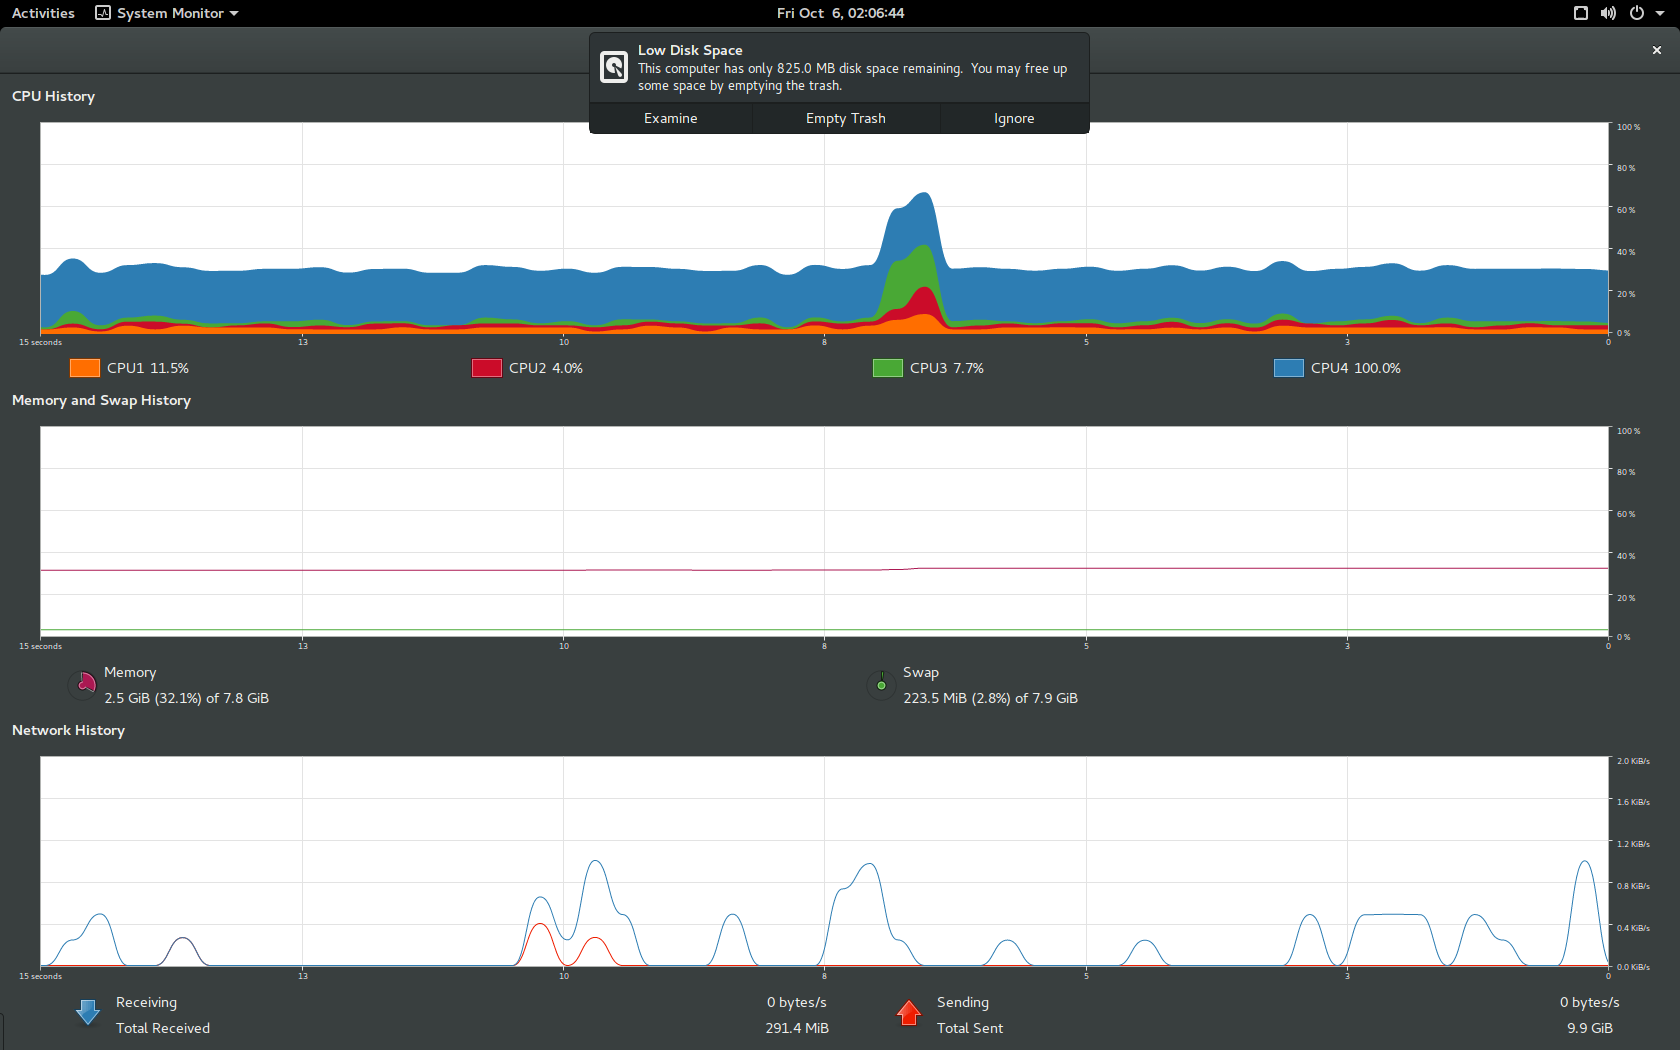 Activities System Monitor Fri Oct 6, 02:06:44
Low Disk Space
This computer has only 825.0 MB disk space remaining. You may free up
some space by emptying the trash.
Examine Empty Trash Ignore
CPU History
100 %
80 %
60 %
40 %
20 %
0 %
15 seconds 13 10 8 5 3 0
CPU1 11.5% CPU2 4.0% CPU3 7.7% CPU4 100.0%
Memory and Swap History
100 %
80 %
60 %
40 %
20 %
0 %
15 seconds 13 10 8 5 3 0
Memory Swap
2.5 GiB (32.1%) of 7.8 GiB 223.5 MiB (2.8%) of 7.9 GiB
Network History
2.0 KiB/s
1.6 KiB/s
1.2 KiB/s
0.8 KiB/s
0.4 KiB/s
0.0 KiB/s
15 seconds 13 10 8 5 3 0
Receiving 0 bytes/s Sending 0 bytes/s
Total Received 291.4 MiB Total Sent 9.9 GiB